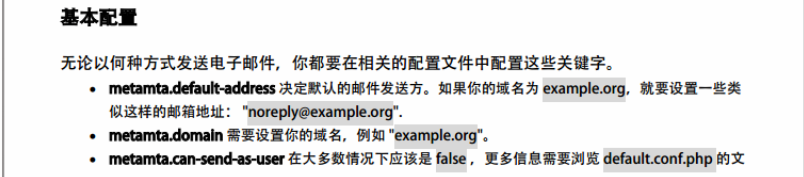 基本配置
无论以何种方式发送电子邮件，你都要在相关的配置文件中配置这些关键字。
• metamta.default-address 决定默认的邮件发送方。如果你的域名为 example.org，就要设置一些类
似这样的邮箱地址： "noreply@example.org".
• metamta.domain 需要设置你的域名，例如 "example.org"。
• metamta.can-send-as-user 在大多数情况下应该是 false ，更多信息需要浏览 default.conf.php 的文